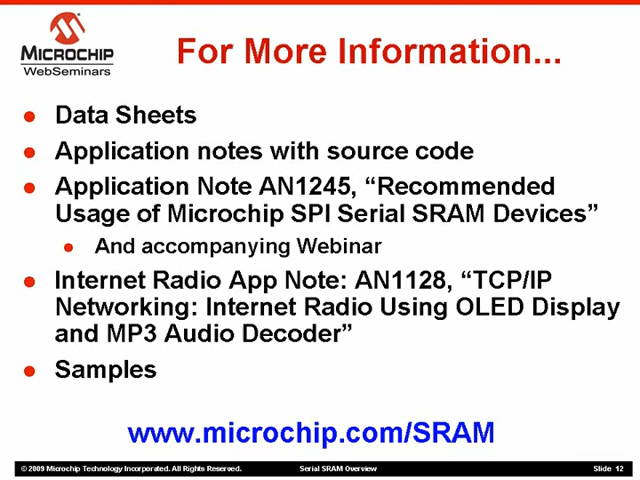 MICROCHIP
WebSeminars
For More Information...
● Data Sheets
● Application notes with source code
● Application Note AN1245, “Recommended
Usage of Microchip SPI Serial SRAM Devices”
● And accompanying Webinar
● Internet Radio App Note: AN1128, “TCP/IP
Networking: Internet Radio Using OLED Display
and MP3 Audio Decoder”
● Samples
www.microchip.com/SRAM
© 2009 Microchip Technology Incorporated. All Rights Reserved. Serial SRAM Overview Slide 12